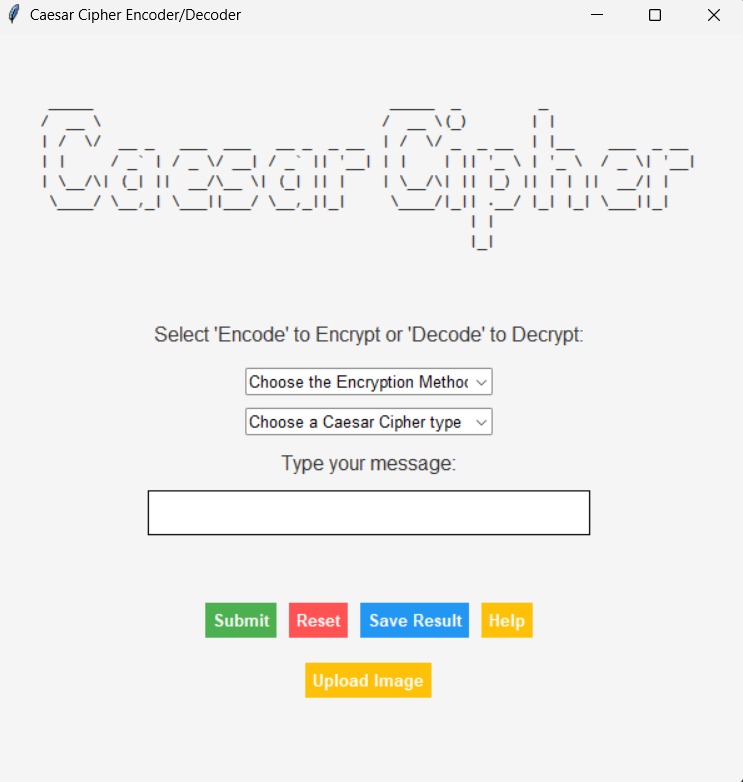 Caesar Cipher Encoder/Decoder
Caesar Cipher
Select 'Encode' to Encrypt or 'Decode' to Decrypt:
Choose the Encryption Method
Choose a Caesar Cipher type
Type your message:
Submit Reset Save Result Help
Upload Image